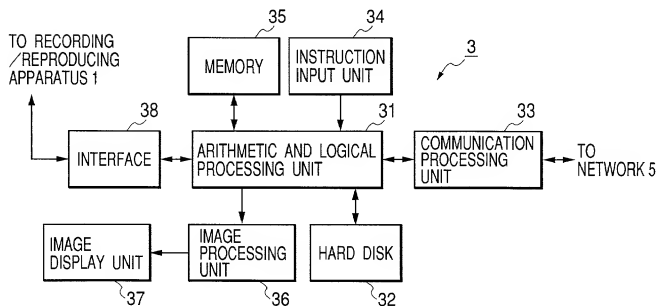 TO RECORDING
/REPRODUCING
APPARATUS 1
35
MEMORY
34
INSTRUCTION
INPUT UNIT
3
38
INTERFACE
31
ARITHMETIC AND LOGICAL
PROCESSING UNIT
33
COMMUNICATION
PROCESSING
UNIT
TO
NETWORK 5
IMAGE
DISPLAY UNIT
37
IMAGE
PROCESSING
UNIT
36
HARD DISK
32